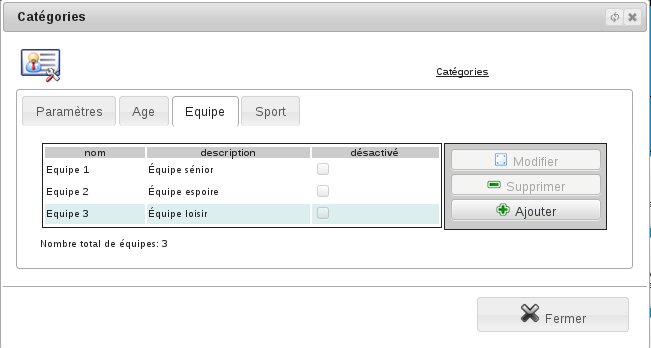 Catégories
Catégories
Paramètres Age Equipe Sport
nom description désactivé
Equipe 1 Équipe sénior
Equipe 2 Équipe espoire
Equipe 3 Équipe loisir
Modifier
Supprimer
Ajouter
Nombre total de équipes: 3
Fermer